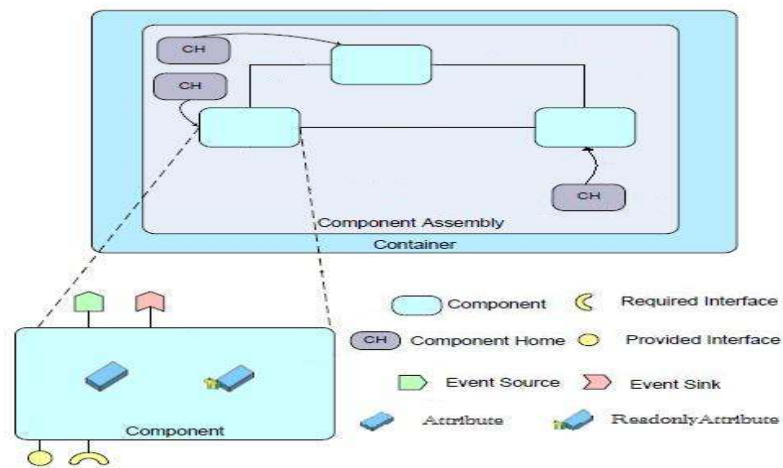 CH
CH
CH
Component Assembly
Container
Component
Required Interface
CH
Component Home
Provided Interface
Event Source
Event Sink
Attribute
ReadonlyAttribute
Component